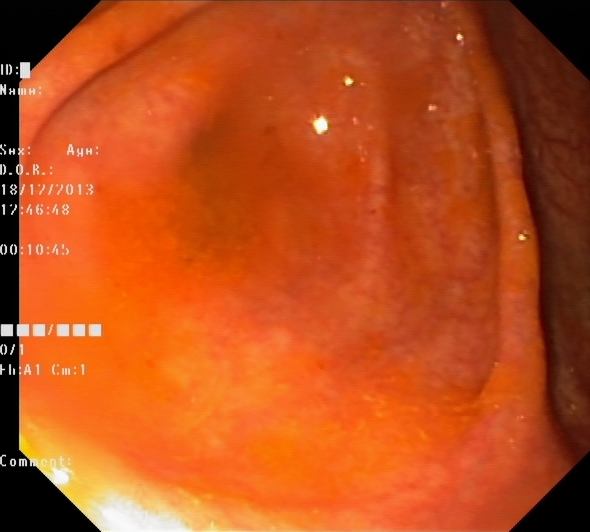 ID:
Name:
Sex: Age:
D.O.B.:
18/12/2013
12:46:48
00:10:45
■■■/■■■
0/1
Eh:A1 Cm:1
Comment: